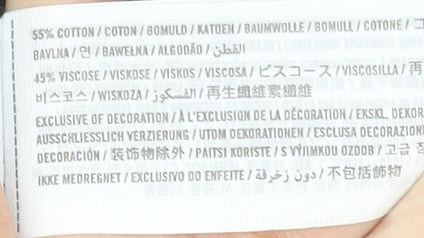 55% COTTON / COTON / BOMULD / KATOEN / BAUMWOLLE / BOMULL / COTONE /
BAVLNA / 면 / BAWEŁNA / ALGODÃO / القطن /
45% VISCOSE / VISKOSE / VISKOS / VISCOSA / ビスコース / VISCOSILLA / 再
비스코스 / WISKOZA / الفسكوز / 再生纖維素纖維
EXCLUSIVE OF DECORATION / À L'EXCLUSION DE LA DÉCORATION / EKSKL. DEKOR
AUSSCHLIESSLICH VERZIERUNG / UTOM DEKORATIONEN / ESCLUSA DECORAZION
DECORACIÓN / 装饰物除外 / PAITSI KORISTE / S VÝJIMKOU OZDOB / 고급 장
IKKE MEDREGNET / EXCLUSIVO DO ENFEITE / دون زخرفة / 不包括飾物